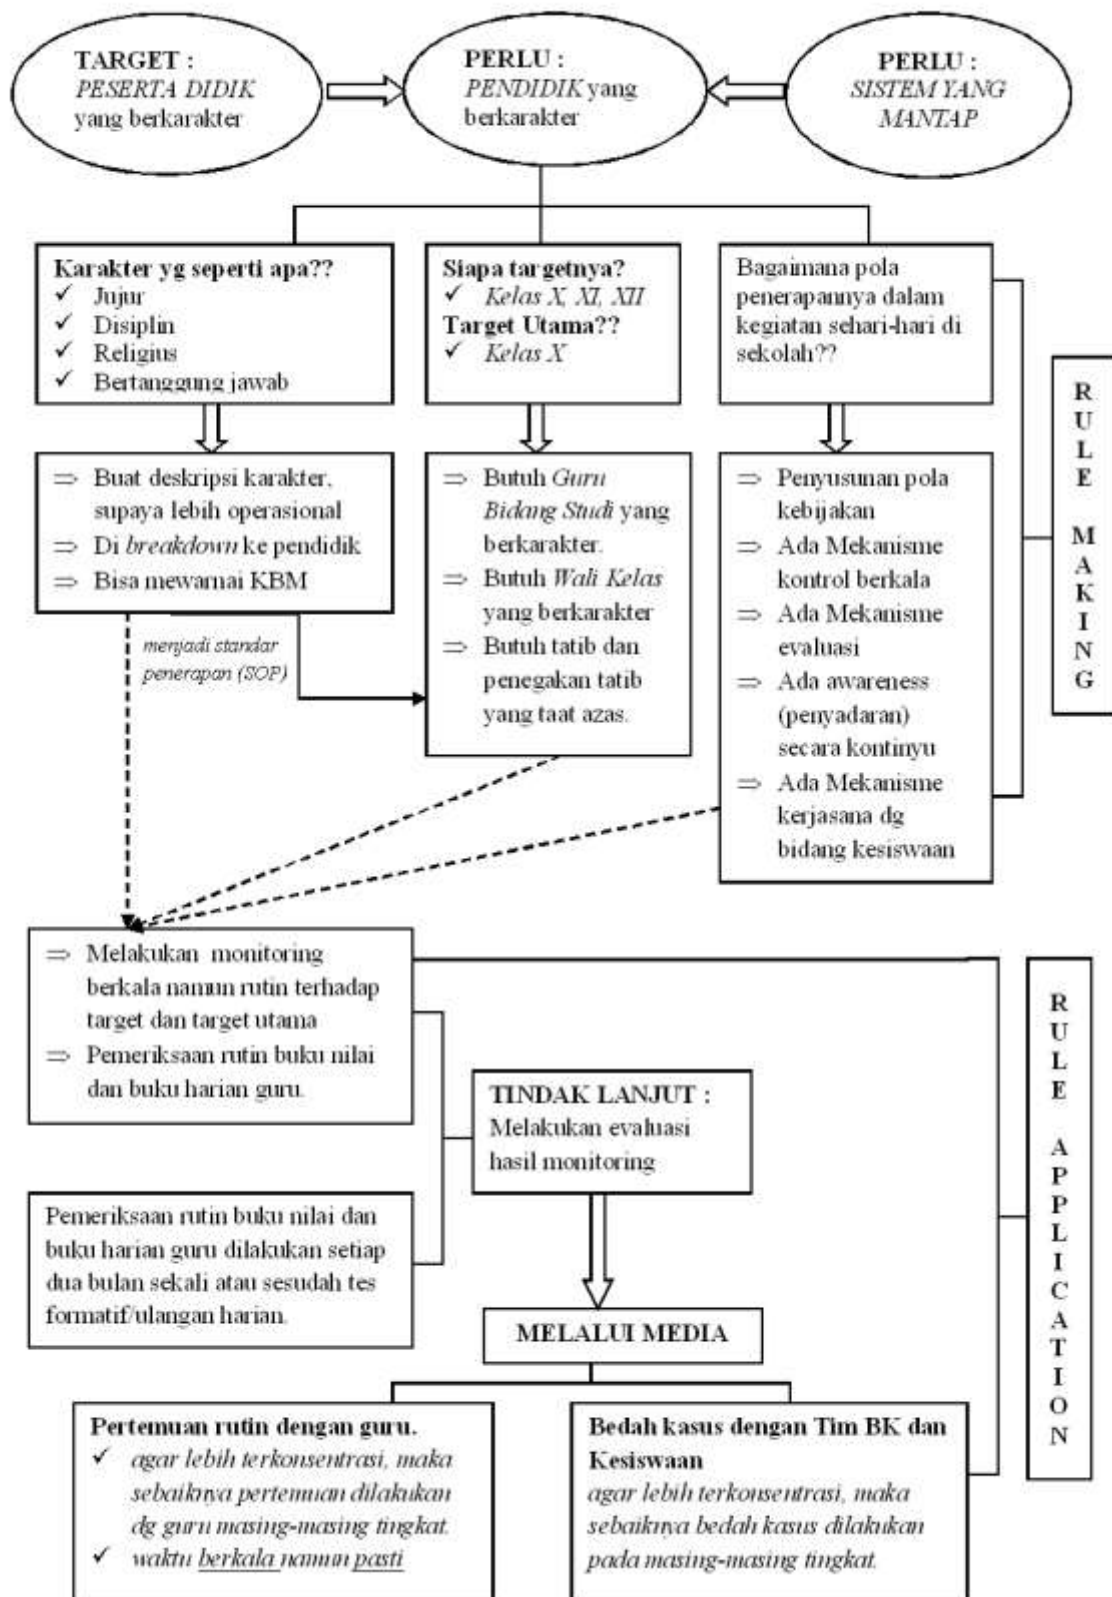 TARGET :
PESERTA DIDIK
yang berkarakter
PERLU :
PENDIDIK yang
berkarakter
PERLU :
SISTEM YANG
MANTAP
Karakter yg seperti apa??
✓ Jujur
✓ Disiplin
✓ Religius
✓ Bertanggung jawab
Siapa targetnya?
✓ Kelas X, XI, XII
Target Utama??
✓ Kelas X
Bagaimana pola
penerapannya dalam
kegiatan sehari-hari di
sekolah??
RULE MAKING
⇒ Buat deskripsi karakter,
supaya lebih operasional
⇒ Di breakdown ke pendidik
⇒ Bisa mewarnai KBM
menjadi standar
penerapan (SOP)
⇒ Butuh Guru
Bidang Studi yang
berkarakter.
⇒ Butuh Wali Kelas
yang berkarakter
⇒ Butuh tatib dan
penegakan tatib
yang taat azas.
⇒ Penyusunan pola
kebijakan
⇒ Ada Mekanisme
kontrol berkala
⇒ Ada Mekanisme
evaluasi
⇒ Ada awareness
(penyadaran)
secara kontinyu
⇒ Ada Mekanisme
kerjasana dg
bidang kesiswaan
⇒ Melakukan monitoring
berkala namun rutin terhadap
target dan target utama
⇒ Pemeriksaan rutin buku nilai
dan buku harian guru.
RULE APPLICATION
TINDAK LANJUT :
Melakukan evaluasi
hasil monitoring
Pemeriksaan rutin buku nilai dan
buku harian guru dilakukan setiap
dua bulan sekali atau sesudah tes
formatif/ulangan harian.
MELALUI MEDIA
Pertemuan rutin dengan guru.
✓ agar lebih terkonsentrasi, maka
sebaiknya pertemuan dilakukan
dg guru masing-masing tingkat.
✓ waktu berkala namun pasti
Bedah kasus dengan Tim BK dan
Kesiswaan
agar lebih terkonsentrasi, maka
sebaiknya bedah kasus dilakukan
pada masing-masing tingkat.